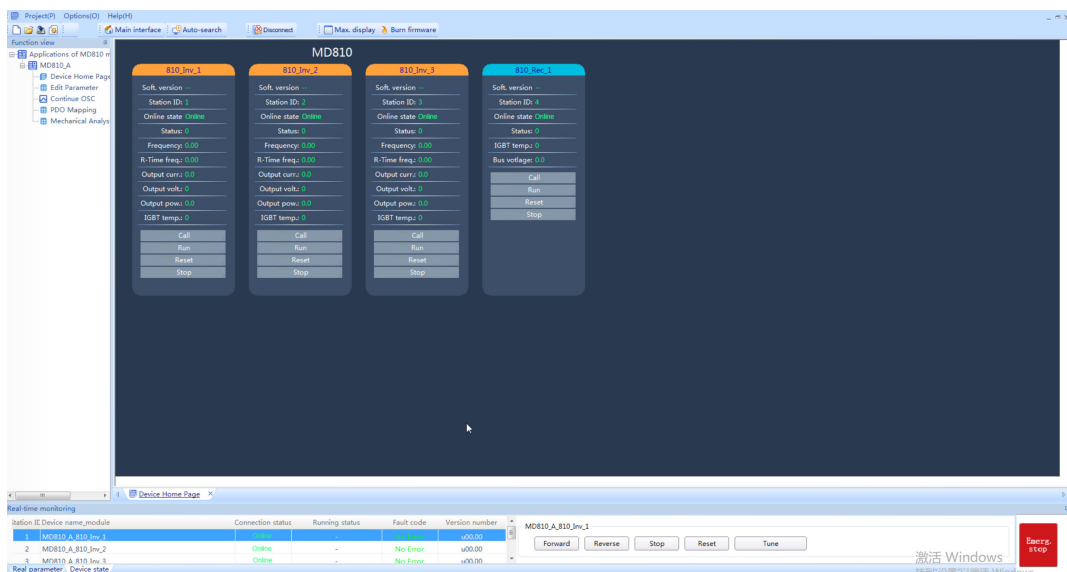 Project(P) Options(O) Help(H)
Main interface Auto-search Disconnect Max. display Burn firmware
Function view
Applications of MD810 m
MD810_A
Device Home Page
Edit Parameter
Continue OSC
PDO Mapping
Mechanical Analys
MD810
810_Inv_1 810_Inv_2 810_Inv_3 810_Rec_1
Soft. version -- Soft. version -- Soft. version -- Soft. version --
Station ID: 1 Station ID: 2 Station ID: 3 Station ID: 4
Online state Online Online state Online Online state Online Online state Online
Status: 0 Status: 0 Status: 0 Status: 0
Frequency: 0.00 Frequency: 0.00 Frequency: 0.00 IGBT temp.: 0
R-Time freq.: 0.00 R-Time freq.: 0.00 R-Time freq.: 0.00 Bus votlage: 0.0
Output curr.: 0.0 Output curr.: 0.0 Output curr.: 0.0 Call
Output volt.: 0 Output volt.: 0 Output volt.: 0 Run
Output pow.: 0.0 Output pow.: 0.0 Output pow.: 0.0 Reset
IGBT temp.: 0 IGBT temp.: 0 IGBT temp.: 0 Stop
Call Call Call
Run Run Run
Reset Reset Reset
Stop Stop Stop
Device Home Page X
Real-time monitoring
Station ID Device name_module Connection status Running status Fault code Version number
1 MD810_A_810_Inv_1 Online - No Error u00.00
2 MD810_A_810_Inv_2 Online - No Error u00.00
3 MD810_A_810_Inv_3 Online - No Error u00.00
MD810_A_810_Inv_1
Forward Reverse Stop Reset Tune
Emerg. stop
激活 Windows
Real parameter Device state